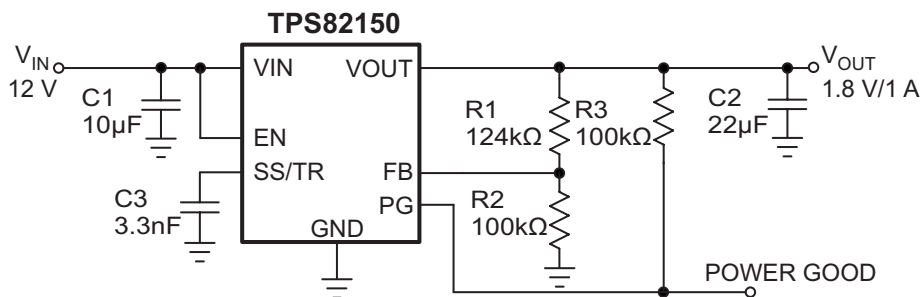 TPS82150
V_IN
12 V
C1
10µF
VIN
EN
SS/TR
C3
3.3nF
GND
VOUT
FB
PG
R1
124kΩ
R2
100kΩ
R3
100kΩ
C2
22µF
V_OUT
1.8 V/1 A
POWER GOOD